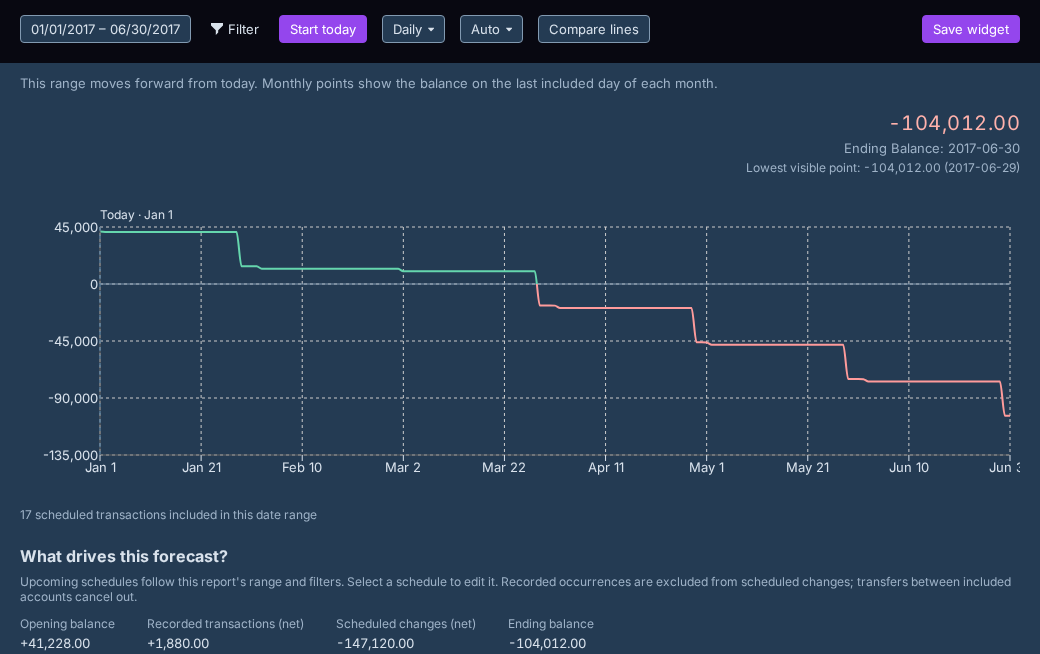 01/01/2017 – 06/30/2017
Filter
Start today
Daily
Auto
Compare lines
Save widget
This range moves forward from today. Monthly points show the balance on the last included day of each month.
-104,012.00
Ending Balance: 2017-06-30
Lowest visible point: -104,012.00 (2017-06-29)
Today · Jan 1
45,000
0
-45,000
-90,000
-135,000
Jan 1
Jan 21
Feb 10
Mar 2
Mar 22
Apr 11
May 1
May 21
Jun 10
Jun
17 scheduled transactions included in this date range
What drives this forecast?
Upcoming schedules follow this report's range and filters. Select a schedule to edit it. Recorded occurrences are excluded from scheduled changes; transfers between included
accounts cancel out.
Opening balance
+41,228.00
Recorded transactions (net)
+1,880.00
Scheduled changes (net)
-147,120.00
Ending balance
-104,012.00